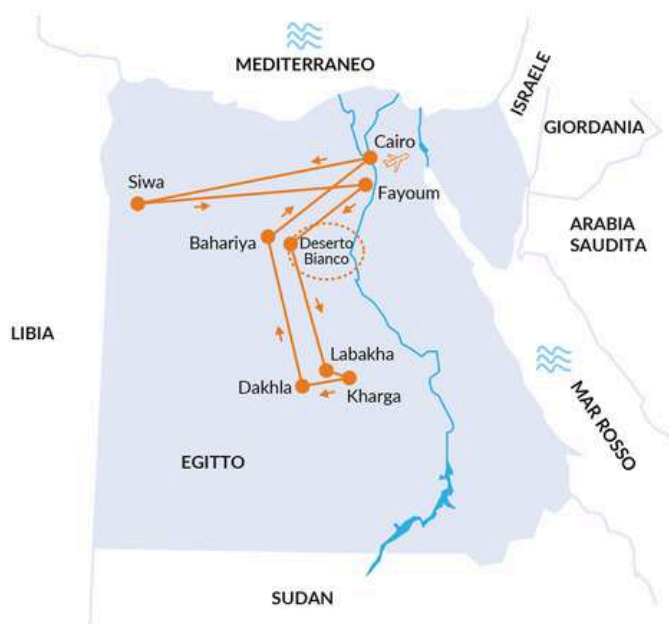 MEDITERRANEO
ISRAELE
GIORDANIA
Cairo
Siwa
Fayoum
ARABIA
SAUDITA
Bahariya
Deserto
Bianco
LIBIA
Labakha
Dakhla
Kharga
MAR ROSSO
EGITTO
SUDAN